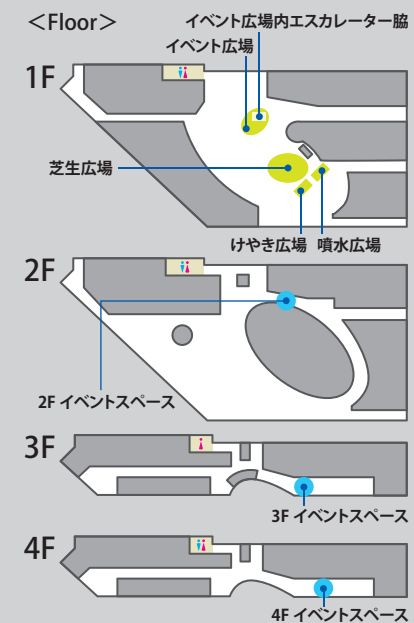 <Floor>
イベント広場内エスカレーター脇
イベント広場
1F
芝生広場
けやき広場 噴水広場
2F
2F イベントスペース
3F
3F イベントスペース
4F
4F イベントスペース